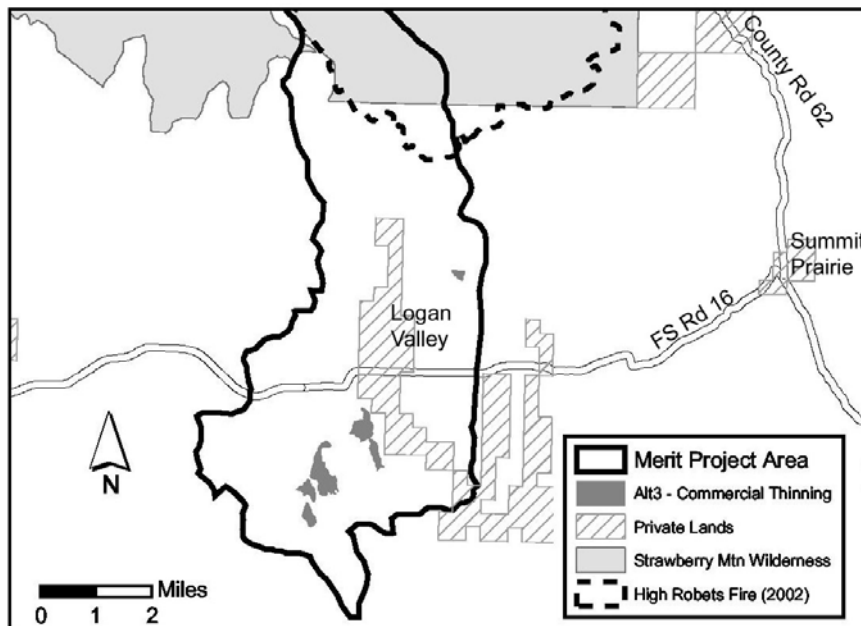 County Rd 62
Summit
Prairie
Logan
Valley
FS Rd 16
N
Miles
0 1 2
Merit Project Area
Alt3 - Commercial Thinning
Private Lands
Strawberry Mtn Wilderness
High Robets Fire (2002)